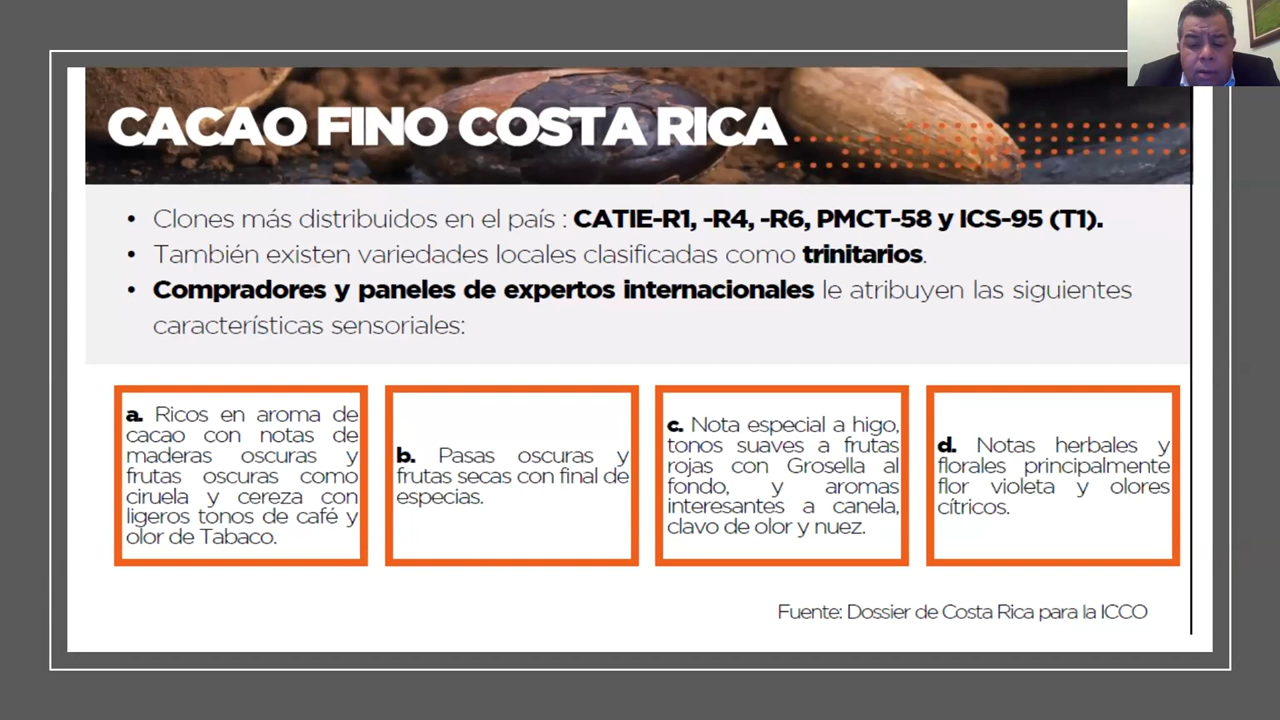 CACAO FINO COSTA RICA
• Clones más distribuidos en el país : CATIE-R1, -R4, -R6, PMCT-58 y ICS-95 (T1).
• También existen variedades locales clasificadas como trinitarios.
• Compradores y paneles de expertos internacionales le atribuyen las siguientes
características sensoriales:
a. Ricos en aroma de
cacao con notas de
maderas oscuras y
frutas oscuras como
ciruela y cereza con
ligeros tonos de café y
olor de Tabaco.
b. Pasas oscuras y
frutas secas con final de
especias.
c. Nota especial a higo,
tonos suaves a frutas
rojas con Grosella al
fondo, y aromas
interesantes a canela,
clavo de olor y nuez.
d. Notas herbales y
florales principalmente
flor violeta y olores
cítricos.
Fuente: Dossier de Costa Rica para la ICCO